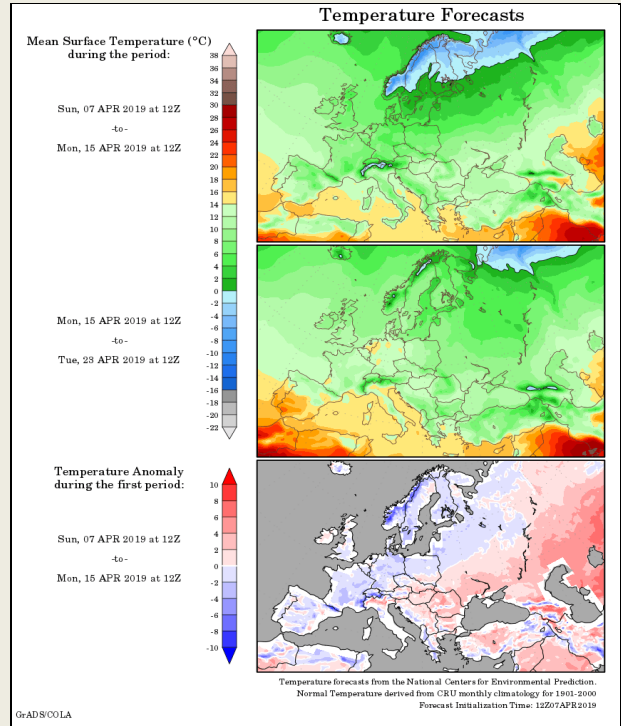 Temperature Forecasts
Mean Surface Temperature (°C)
during the period:
38
36
34
32
30
28
26
24
22
20
18
16
14
12
10
8
6
4
2
0
-2
-4
-6
-8
-10
-12
-14
-16
-18
-20
-22
Sun, 07 APR 2019 at 12Z
-to-
Mon, 15 APR 2019 at 12Z
Mon, 15 APR 2019 at 12Z
-to-
Tue, 23 APR 2019 at 12Z
Temperature Anomaly
during the first period:
10
8
6
4
2
0
-2
-4
-6
-8
-10
Sun, 07 APR 2019 at 12Z
-to-
Mon, 15 APR 2019 at 12Z
Temperature forecasts from the National Centers for Environmental Prediction.
Normal Temperature derived from CRU monthly climatology for 1901-2000
Forecast Initialization Time: 12Z07APR2019
GrADS/COLA